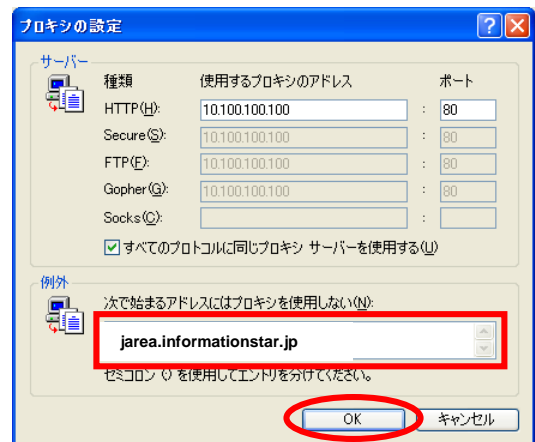 プロキシの設定
サーバー
種類 使用するプロキシのアドレス ポート
HTTP(H): 10.100.100.100 : 80
Secure(S): 10.100.100.100 : 80
FTP(F): 10.100.100.100 : 80
Gopher(G): 10.100.100.100 : 80
Socks(C): :
すべてのプロトコルに同じプロキシ サーバーを使用する(U)
例外
次で始まるアドレスにはプロキシを使用しない(N):
jarea.informationstar.jp
セミコロン (;) を使用してエントリを分けてください。
OK キャンセル